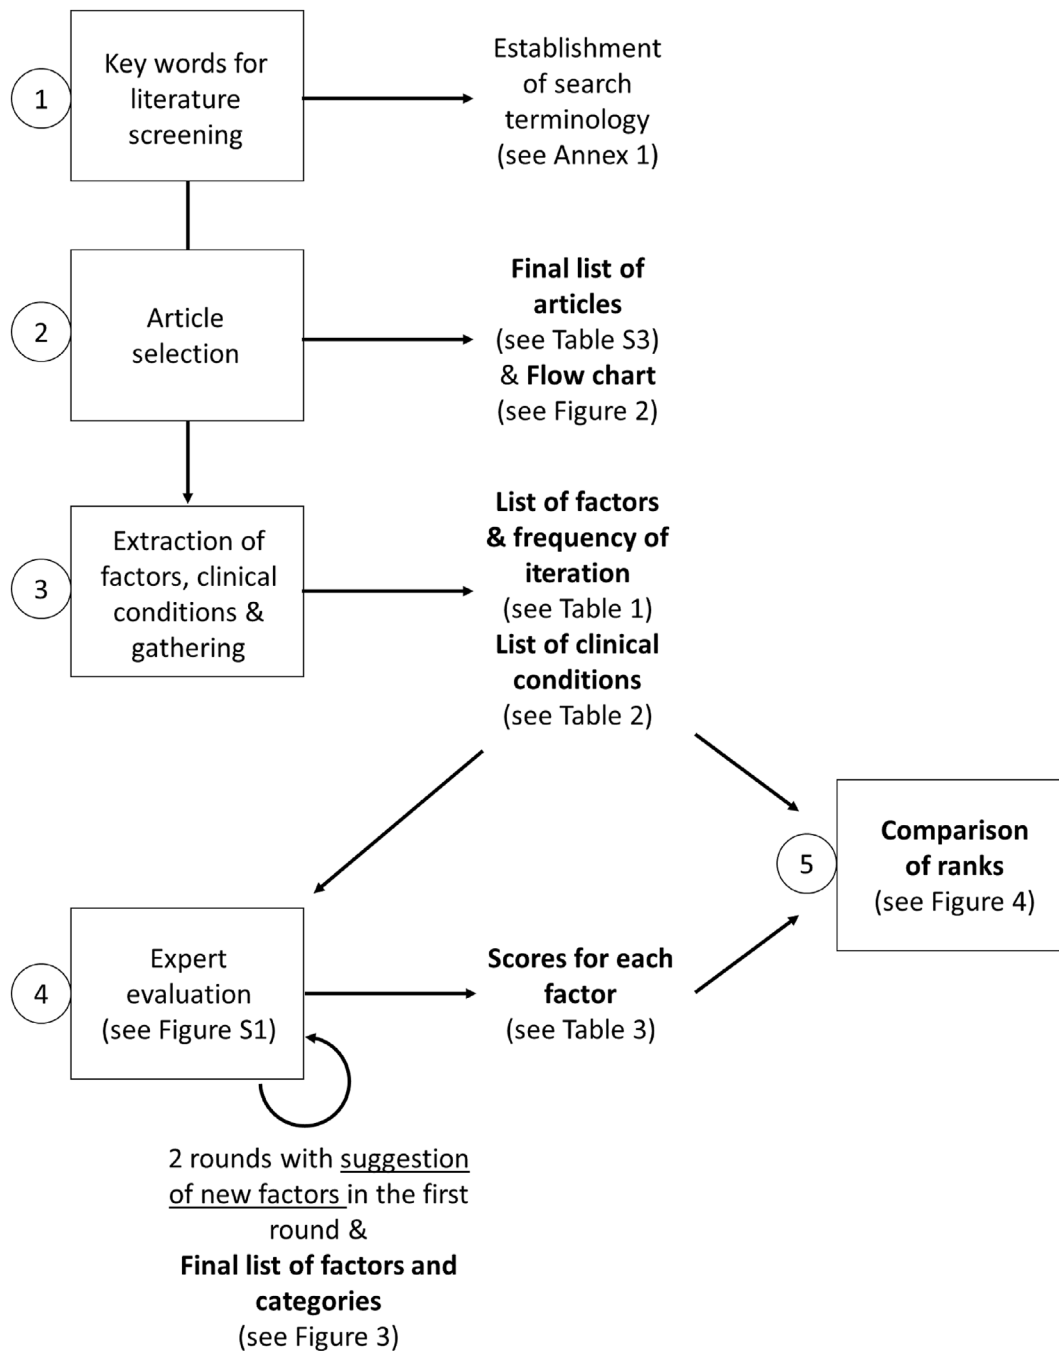 1
Key words for
literature
screening
Establishment
of search
terminology
(see Annex 1)
2
Article
selection
Final list of
articles
(see Table S3)
& Flow chart
(see Figure 2)
3
Extraction of
factors, clinical
conditions &
gathering
List of factors
& frequency of
iteration
(see Table 1)
List of clinical
conditions
(see Table 2)
5
Comparison
of ranks
(see Figure 4)
4
Expert
evaluation
(see Figure S1)
Scores for each
factor
(see Table 3)
2 rounds with suggestion
of new factors in the first
round &
Final list of factors and
categories
(see Figure 3)